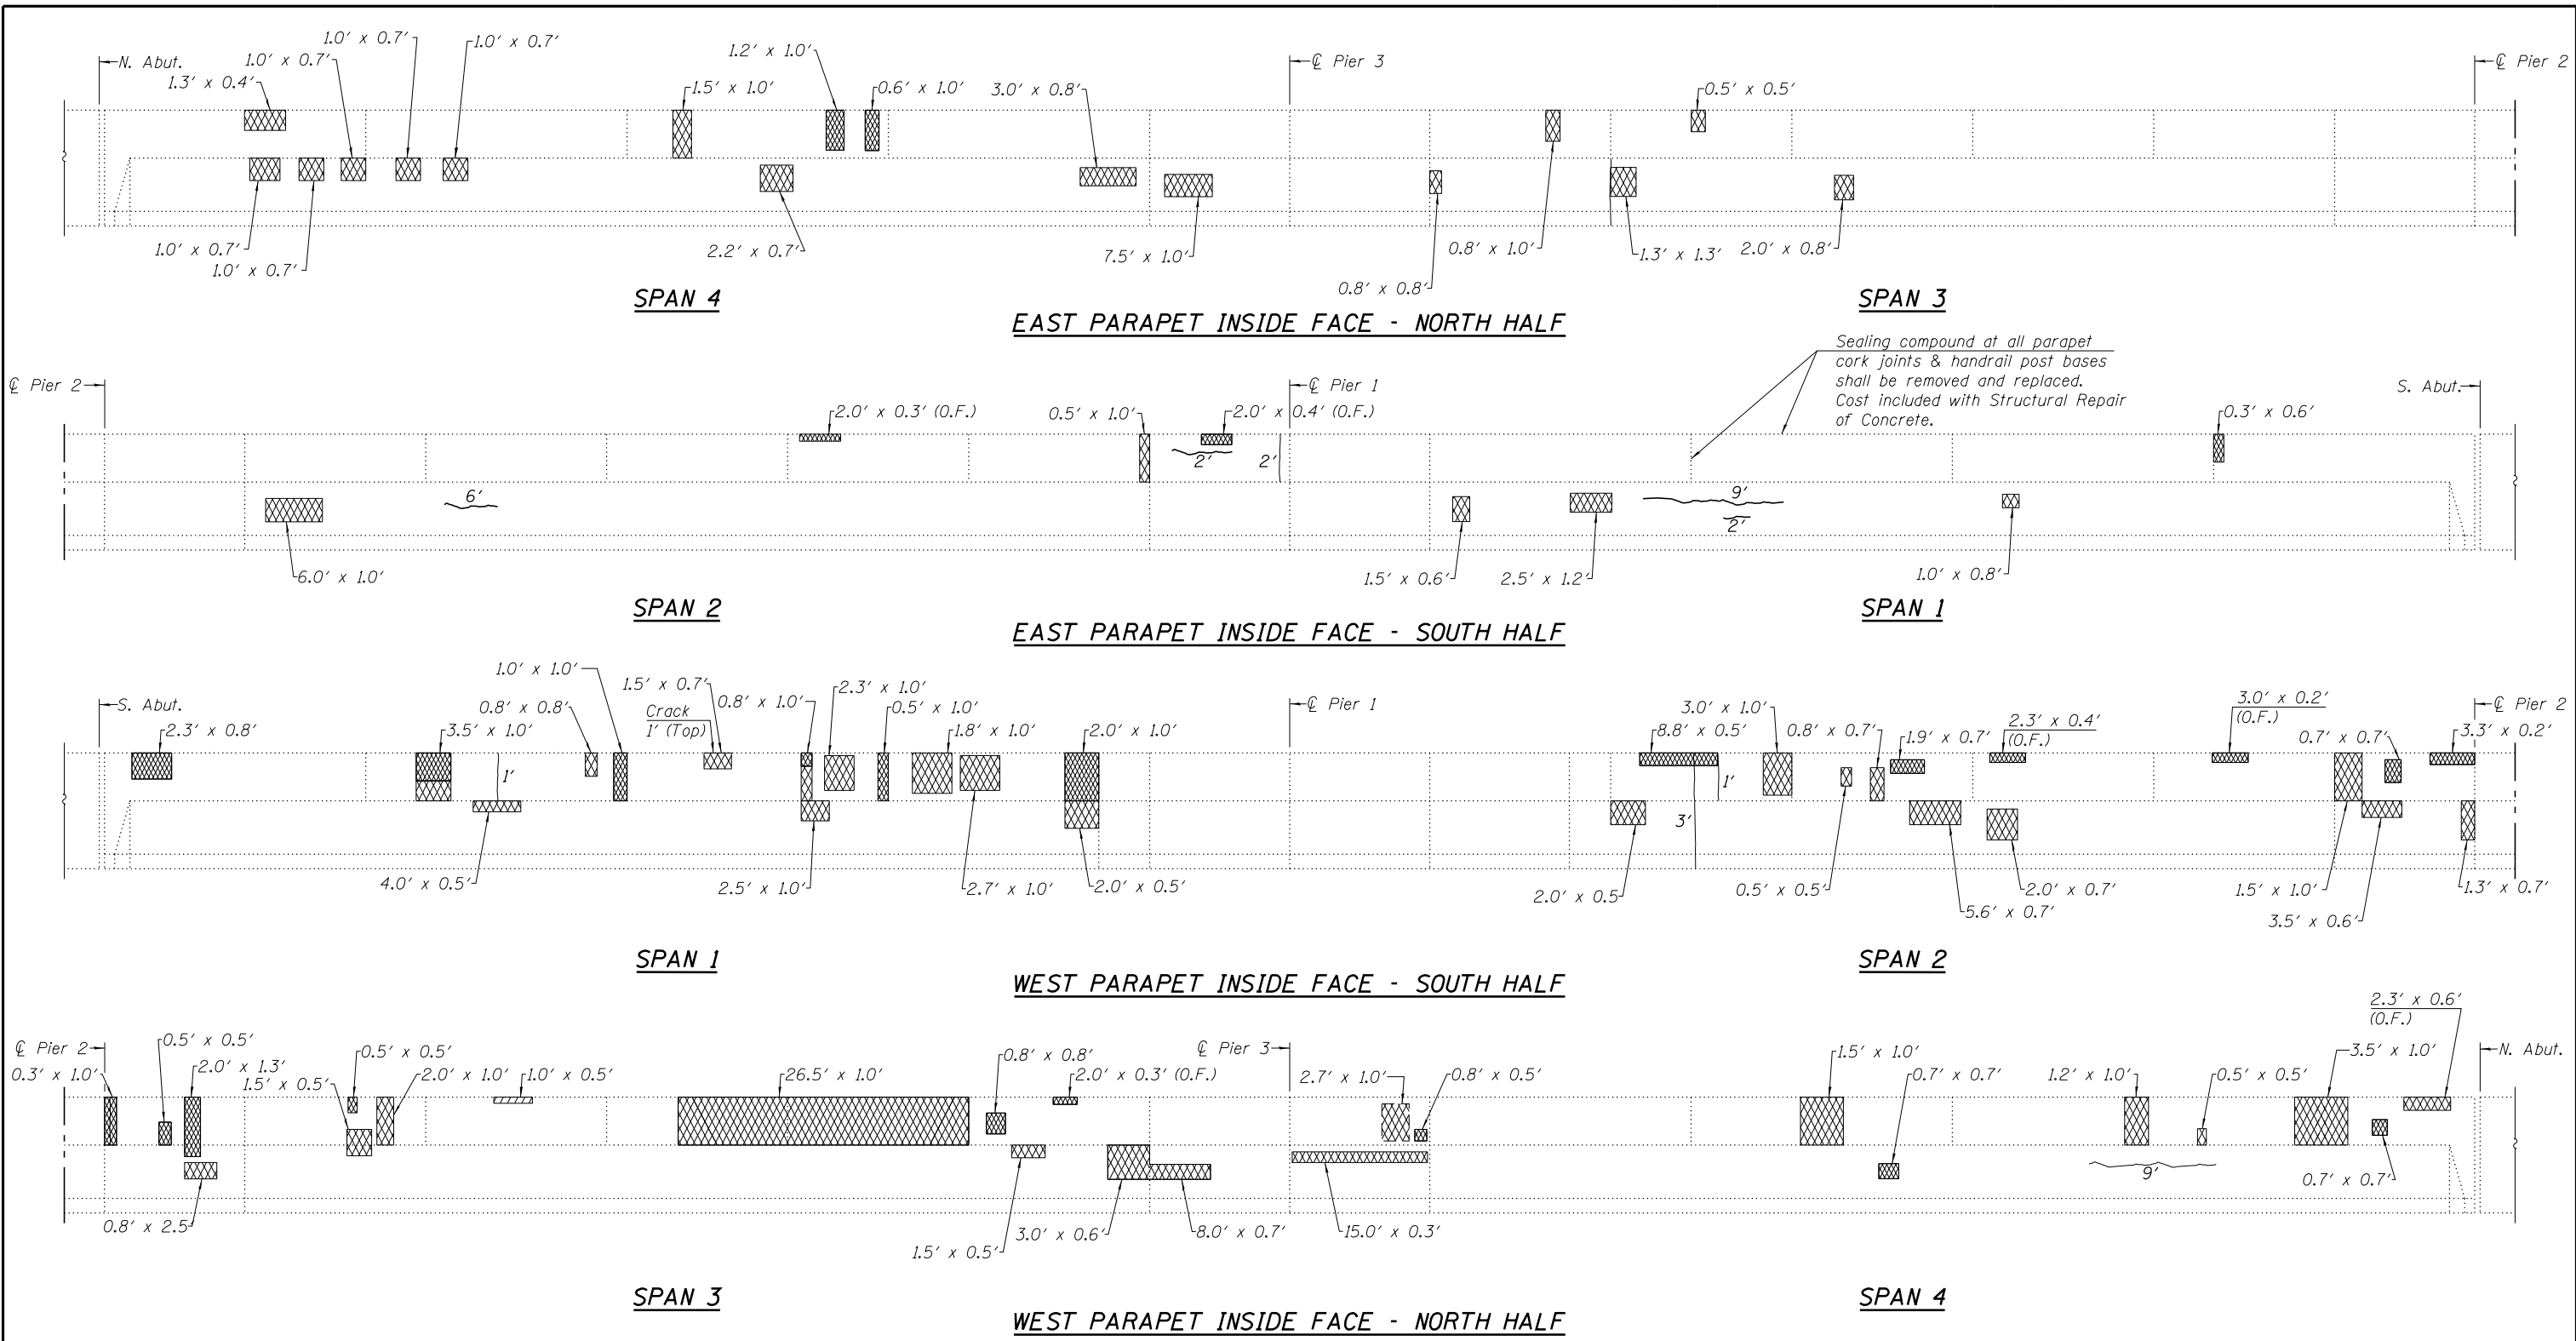 N. Abut.
1.3' x 0.4'
1.0' x 0.7'
1.0' x 0.7'
1.0' x 0.7'
1.5' x 1.0'
1.2' x 1.0'
0.6' x 1.0'
3.0' x 0.8'
℄ Pier 3
0.5' x 0.5'
℄ Pier 2
1.0' x 0.7'
1.0' x 0.7'
2.2' x 0.7'
7.5' x 1.0'
0.8' x 0.8'
0.8' x 1.0'
1.3' x 1.3'
2.0' x 0.8'
SPAN 4
SPAN 3
EAST PARAPET INSIDE FACE - NORTH HALF
℄ Pier 2
2.0' x 0.3' (O.F.)
0.5' x 1.0'
2.0' x 0.4' (O.F.)
℄ Pier 1
Sealing compound at all parapet
cork joints & handrail post bases
shall be removed and replaced.
Cost included with Structural Repair
of Concrete.
0.3' x 0.6'
S. Abut.
6'
2'
2'
9'
2'
6.0' x 1.0'
1.5' x 0.6'
2.5' x 1.2'
1.0' x 0.8'
SPAN 2
SPAN 1
EAST PARAPET INSIDE FACE - SOUTH HALF
S. Abut.
2.3' x 0.8'
3.5' x 1.0'
0.8' x 0.8'
1.0' x 1.0'
1.5' x 0.7'
Crack
1' (Top)
0.8' x 1.0'
2.3' x 1.0'
0.5' x 1.0'
1.8' x 1.0'
2.0' x 1.0'
℄ Pier 1
8.8' x 0.5'
3.0' x 1.0'
0.8' x 0.7'
1.9' x 0.7'
2.3' x 0.4'
(O.F.)
3.0' x 0.2'
(O.F.)
0.7' x 0.7'
3.3' x 0.2'
℄ Pier 2
1'
1'
3'
4.0' x 0.5'
2.5' x 1.0'
2.7' x 1.0'
2.0' x 0.5'
2.0' x 0.5
0.5' x 0.5'
5.6' x 0.7'
2.0' x 0.7'
1.5' x 1.0'
3.5' x 0.6'
1.3' x 0.7'
SPAN 1
SPAN 2
WEST PARAPET INSIDE FACE - SOUTH HALF
℄ Pier 2
0.3' x 1.0'
0.5' x 0.5'
2.0' x 1.3'
1.5' x 0.5'
0.5' x 0.5'
2.0' x 1.0'
1.0' x 0.5'
26.5' x 1.0'
0.8' x 0.8'
2.0' x 0.3' (O.F.)
℄ Pier 3
2.7' x 1.0'
0.8' x 0.5'
1.5' x 1.0'
0.7' x 0.7'
1.2' x 1.0'
0.5' x 0.5'
3.5' x 1.0'
2.3' x 0.6'
(O.F.)
N. Abut.
9'
0.8' x 2.5
1.5' x 0.5'
3.0' x 0.6'
8.0' x 0.7'
15.0' x 0.3'
0.7' x 0.7'
SPAN 3
SPAN 4
WEST PARAPET INSIDE FACE - NORTH HALF